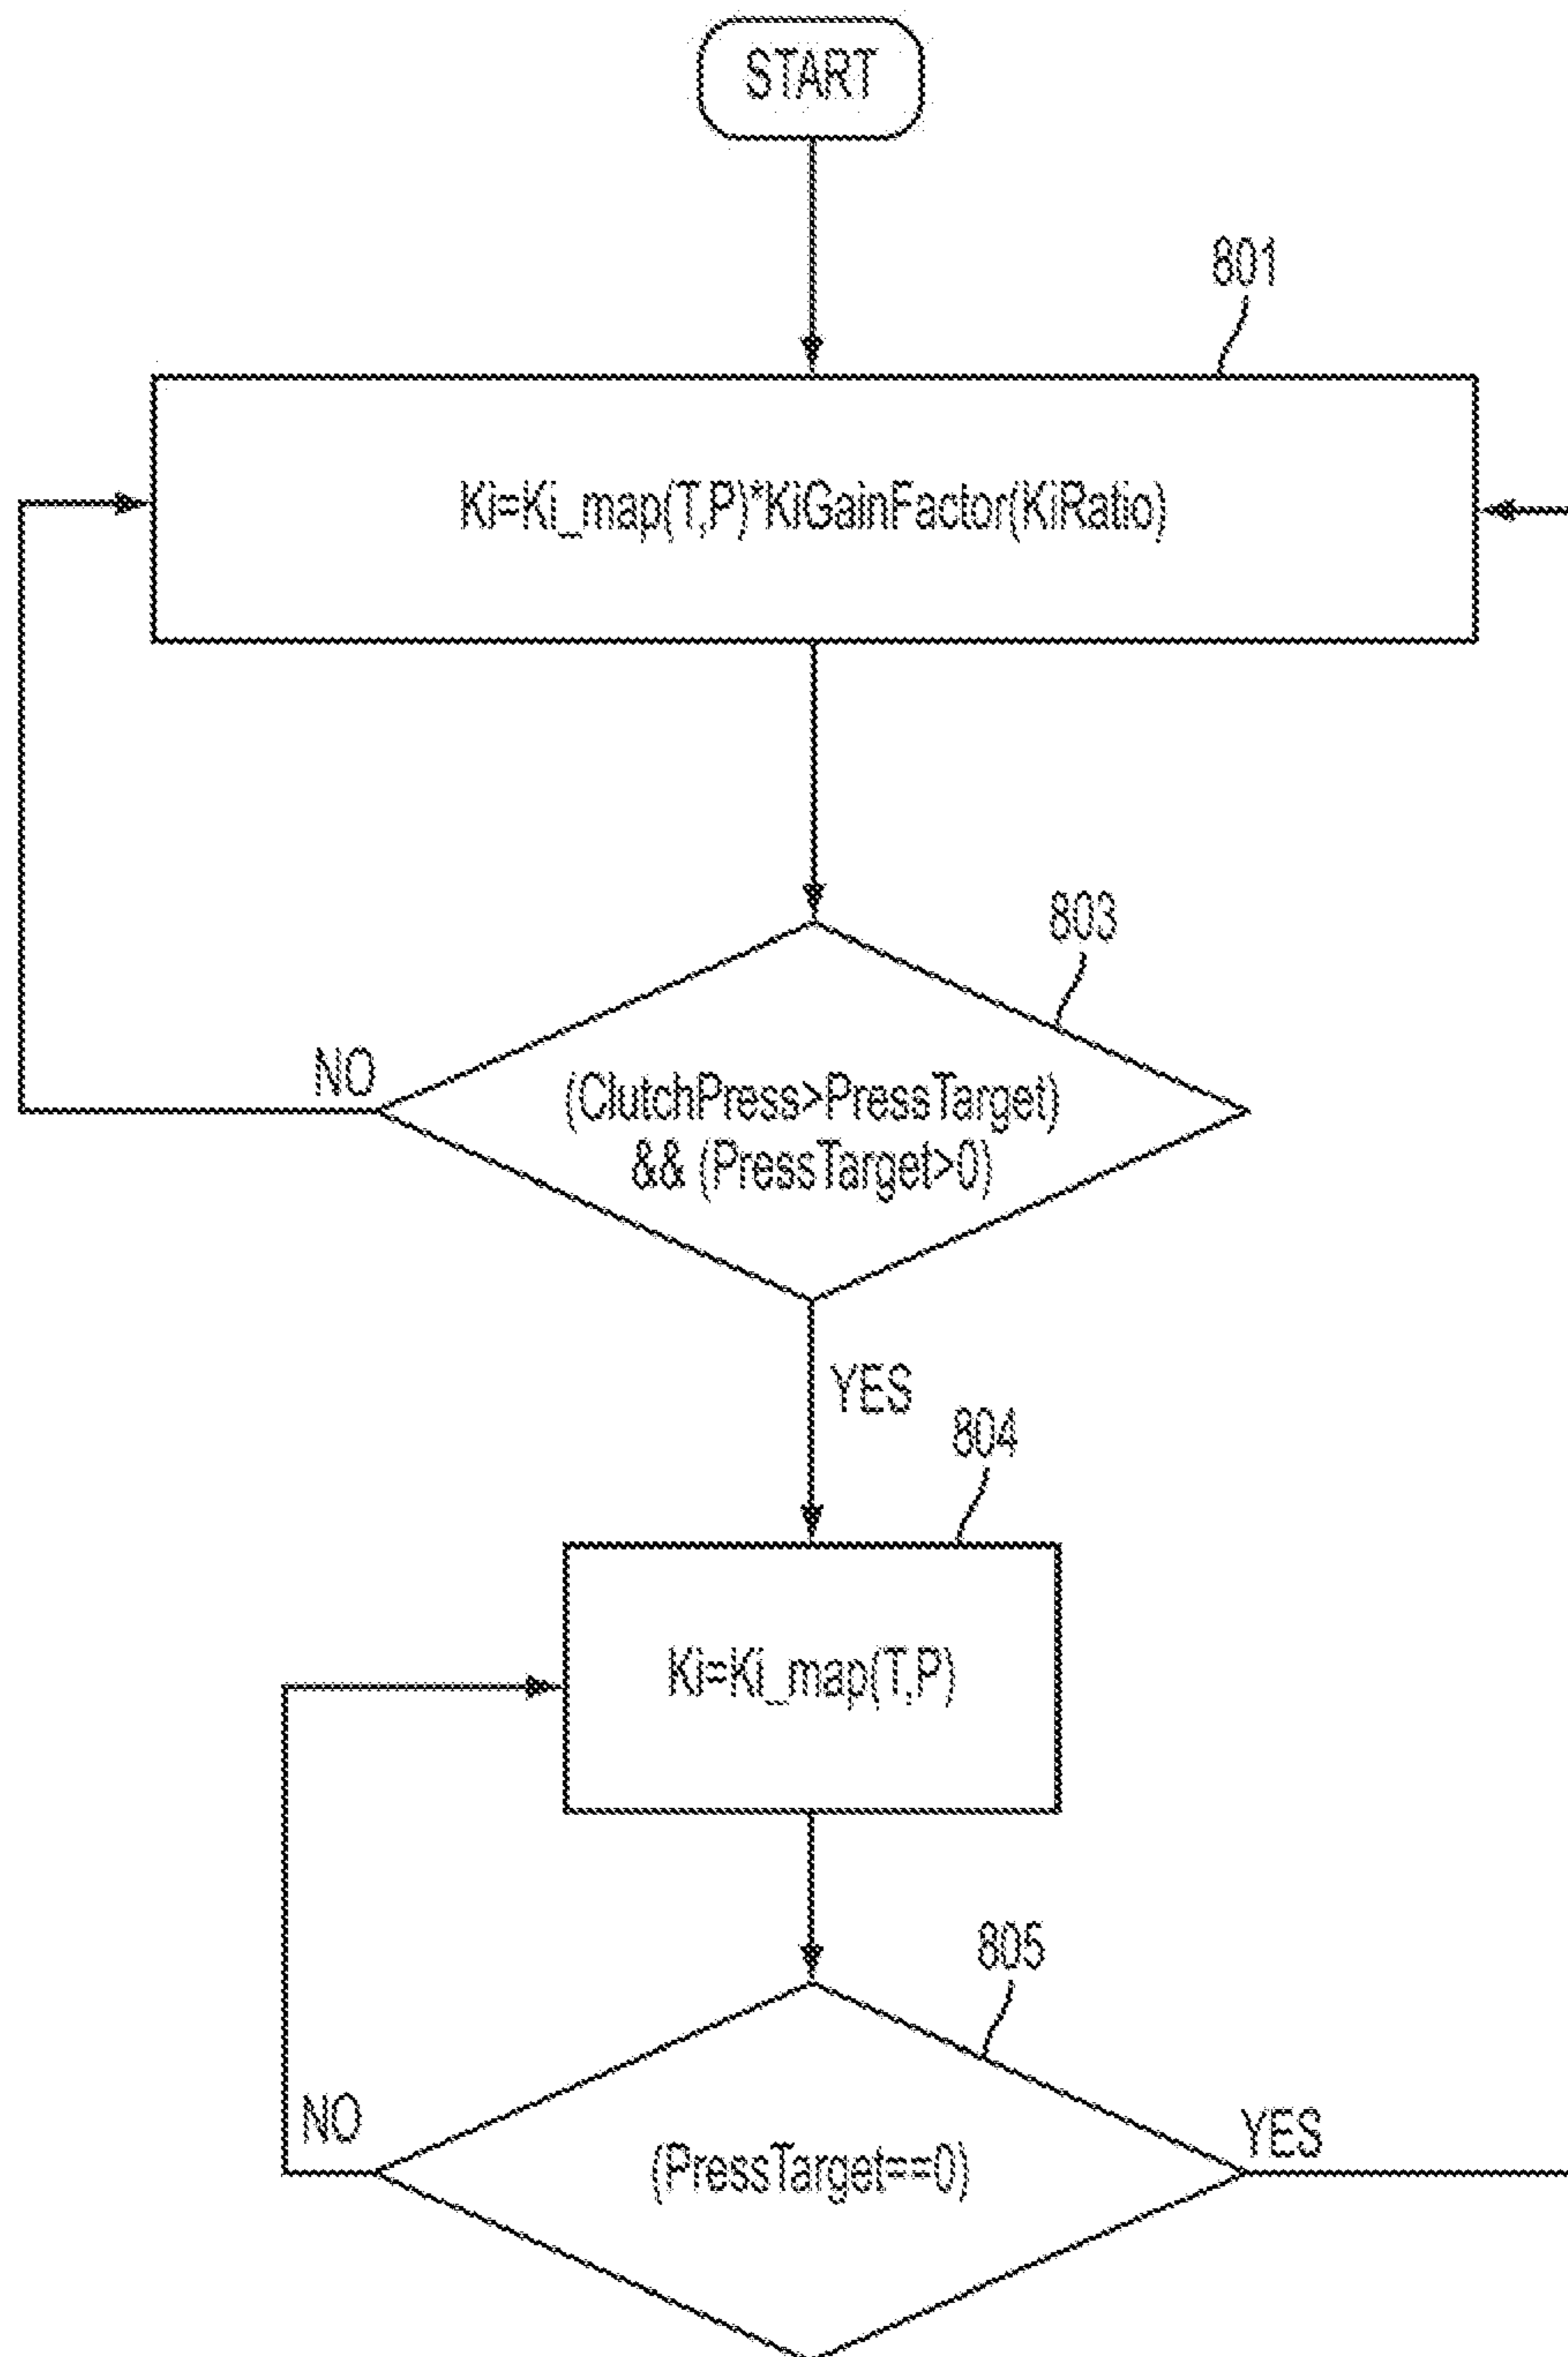 START
801
Ki=Ki_map(T,P)*KiGainFactor(KiRatio)
803
NO
(ClutchPress>PressTarget)
&& (PressTarget>0)
YES
804
Ki=Ki_map(T,P)
805
NO
(PressTarget==0)
YES